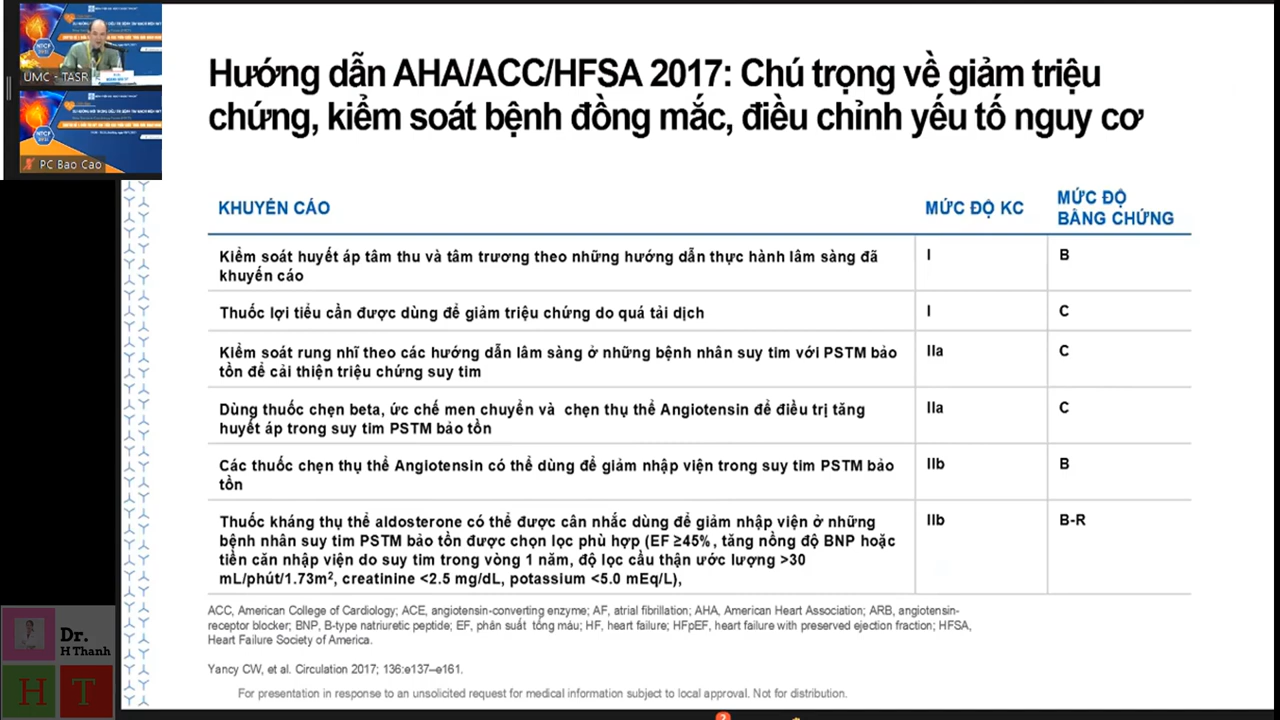 UMC - TASR
PC Bao Cao
Hướng dẫn AHA/ACC/HFSA 2017: Chú trọng về giảm triệu
chứng, kiểm soát bệnh đồng mắc, điều chỉnh yếu tố nguy cơ
KHUYẾN CÁO
MỨC ĐỘ KC
MỨC ĐỘ
BẰNG CHỨNG
Kiểm soát huyết áp tâm thu và tâm trương theo những hướng dẫn thực hành lâm sàng đã
khuyến cáo
I
B
Thuốc lợi tiểu cần được dùng để giảm triệu chứng do quá tải dịch
I
C
Kiểm soát rung nhĩ theo các hướng dẫn lâm sàng ở những bệnh nhân suy tim với PSTM bảo
tồn để cải thiện triệu chứng suy tim
IIa
C
Dùng thuốc chẹn beta, ức chế men chuyển và chẹn thụ thể Angiotensin để điều trị tăng
huyết áp trong suy tim PSTM bảo tồn
IIa
C
Các thuốc chẹn thụ thể Angiotensin có thể dùng để giảm nhập viện trong suy tim PSTM bảo
tồn
IIb
B
Thuốc kháng thụ thể aldosterone có thể được cân nhắc dùng để giảm nhập viện ở những
bệnh nhân suy tim PSTM bảo tồn được chọn lọc phù hợp (EF ≥45%, tăng nồng độ BNP hoặc
tiền căn nhập viện do suy tim trong vòng 1 năm, độ lọc cầu thận ước lượng >30
mL/phút/1.73m², creatinine <2.5 mg/dL, potassium <5.0 mEq/L),
IIb
B-R
ACC, American College of Cardiology; ACE, angiotensin-converting enzyme; AF, atrial fibrillation; AHA, American Heart Association; ARB, angiotensin-
receptor blocker; BNP, B-type natriuretic peptide; EF, phân suất tống máu; HF, heart failure; HFpEF, heart failure with preserved ejection fraction; HFSA,
Heart Failure Society of America.
Yancy CW, et al. Circulation 2017; 136:e137–e161.
For presentation in response to an unsolicited request for medical information subject to local approval. Not for distribution.
Dr.
H Thanh
H T